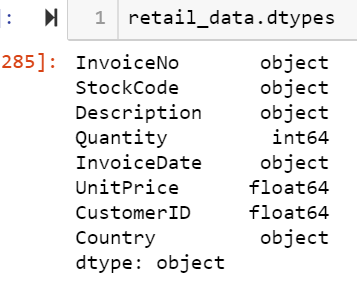 ]: 1 retail_data.dtypes
285]: InvoiceNo object
StockCode object
Description object
Quantity int64
InvoiceDate object
UnitPrice float64
CustomerID float64
Country object
dtype: object